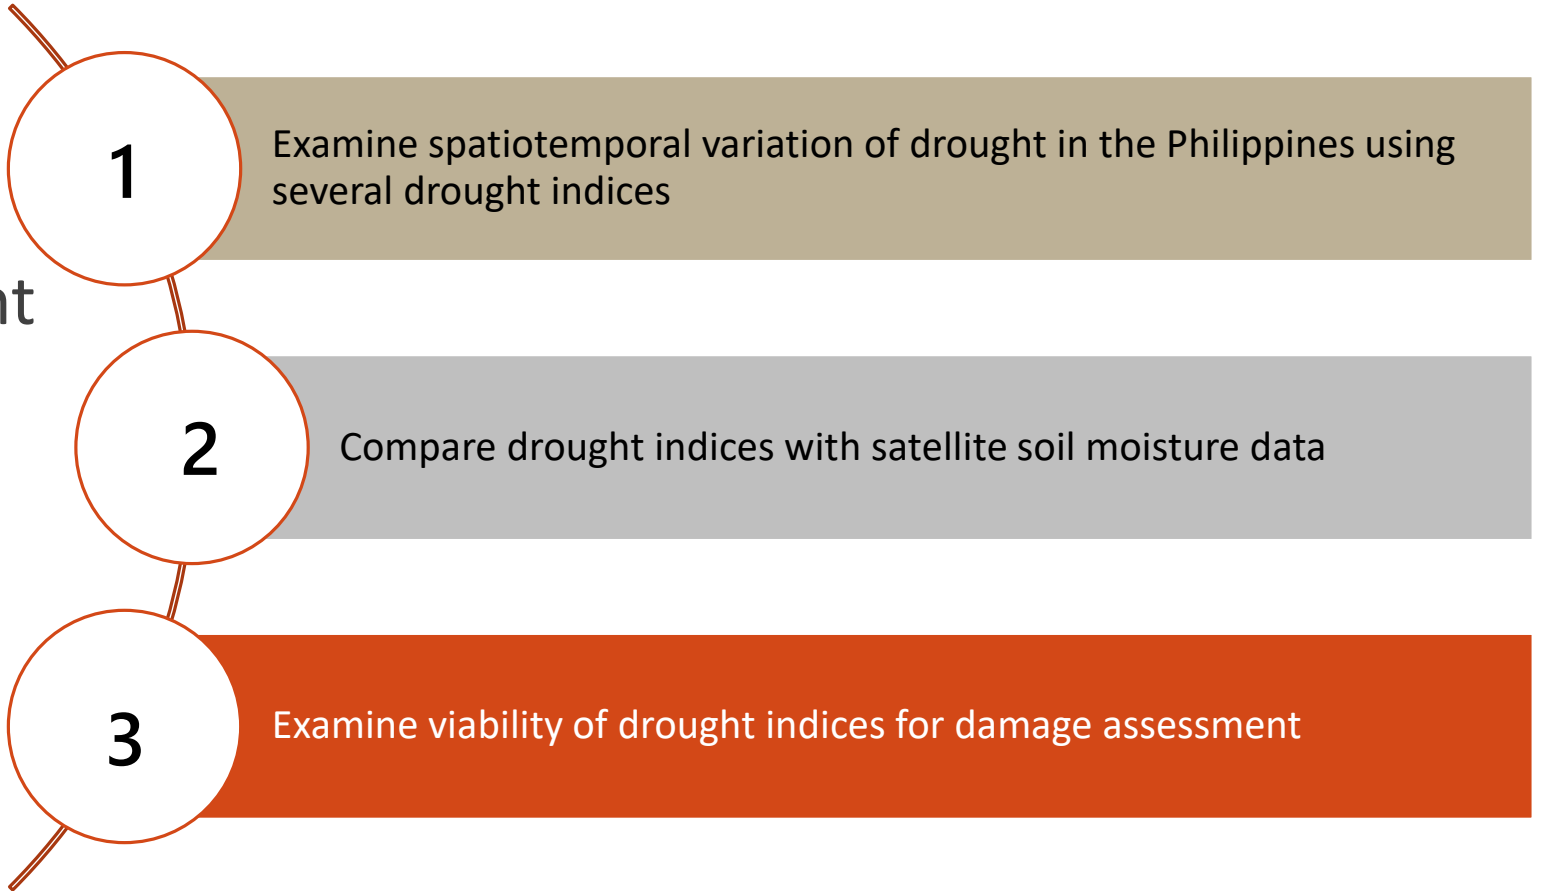 1
Examine spatiotemporal variation of drought in the Philippines using
several drought indices
nt
2
Compare drought indices with satellite soil moisture data
3
Examine viability of drought indices for damage assessment